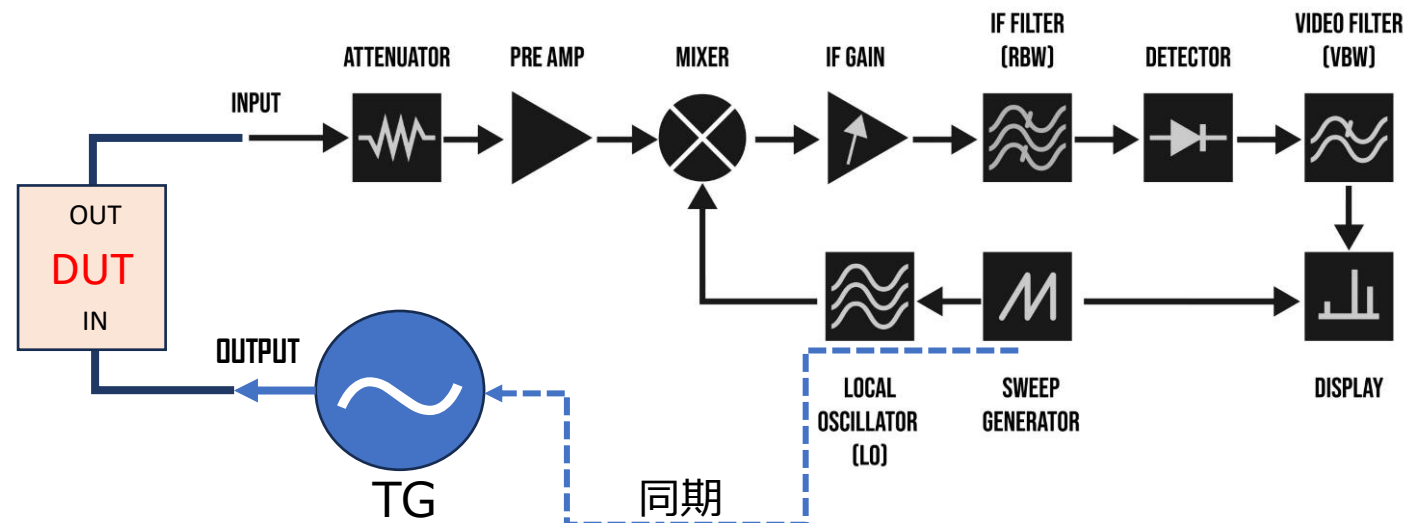 IF FILTER
(RBW)
VIDEO FILTER
(VBW)
ATTENUATOR
PRE AMP
MIXER
IF GAIN
DETECTOR
INPUT
OUT
DUT
IN
OUTPUT
LOCAL
OSCILLATOR
(LO)
SWEEP
GENERATOR
DISPLAY
TG
同期